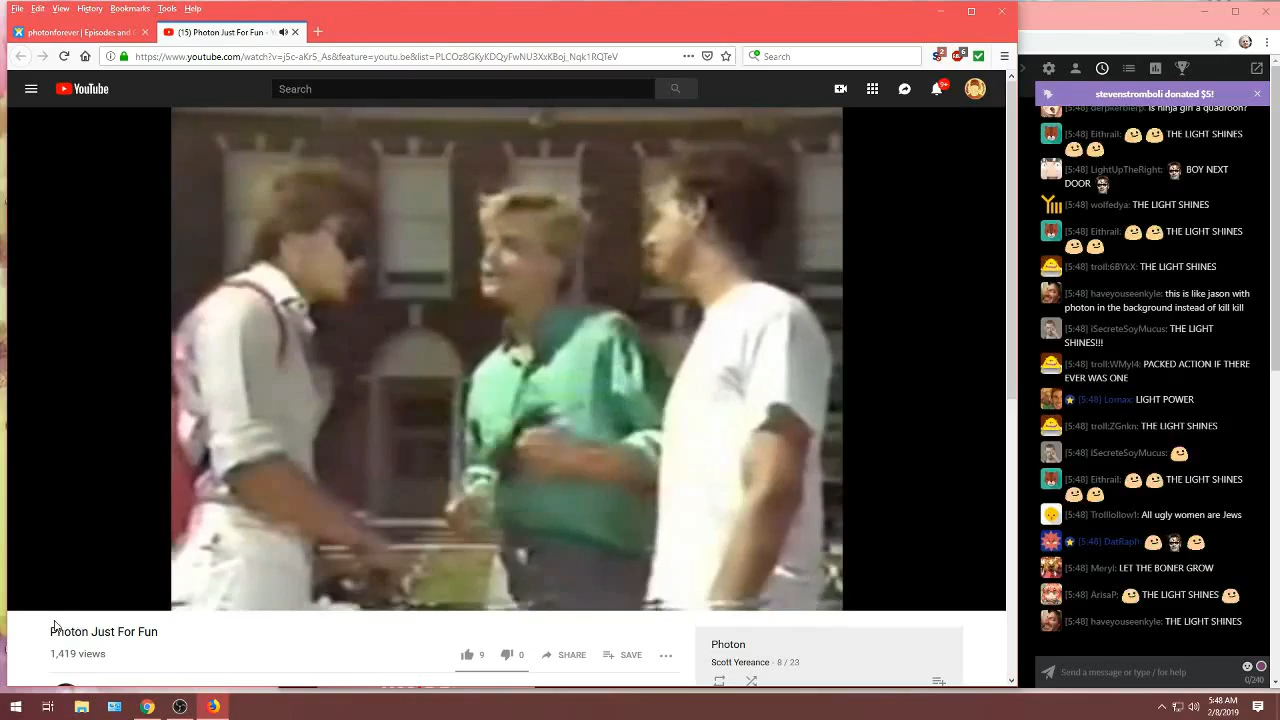 File Edit View History Bookmarks Tools Help
photonforever | Episodes and
(15) Photon Just For Fun - Y
https://www.youtube.com/watch?v=j5c-aKr5_As&feature=youtu.be&list=PLCOz8GKyKDQyFwNU3XxKBoj_Nqk1RQTeV
Search
2
6
YouTube
Search
9+
Photon Just For Fun
1,419 views
9
0
SHARE
SAVE
Photon
Scott Yereance - 8 / 23
stevenstromboli donated $5!
[5:48] derpkerblerp: Is ninja girl a quadroon?
[5:48] Eithrail: THE LIGHT SHINES
[5:48] LightUpTheRight: BOY NEXT
DOOR
[5:48] wolfedya: THE LIGHT SHINES
[5:48] Eithrail: THE LIGHT SHINES
[5:48] troll:6BYkX: THE LIGHT SHINES
[5:48] haveyouseenkyle: this is like jason with
photon in the background instead of kill kill
[5:48] iSecreteSoyMucus: THE LIGHT
SHINES!!!
[5:48] troll:WMyl4: PACKED ACTION IF THERE
EVER WAS ONE
[5:48] Lomax: LIGHT POWER
[5:48] troll:ZGnkn: THE LIGHT SHINES
[5:48] iSecreteSoyMucus:
[5:48] Eithrail: THE LIGHT SHINES
[5:48] Trolllollow1: All ugly women are Jews
[5:48] DatRaph:
[5:48] Meryl: LET THE BONER GROW
[5:48] ArisaP: THE LIGHT SHINES
[5:48] haveyouseenkyle: THE LIGHT SHINES
Send a message or type / for help
0/240
5:48 AM
2/8/2019